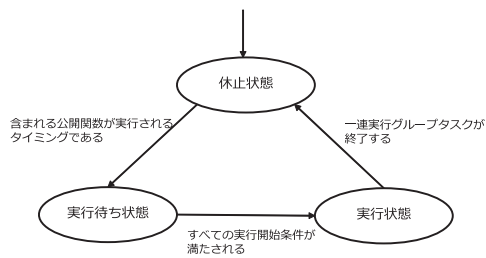 休止状態
含まれる公開関数が実行される
タイミングである
一連実行グループタスクが
終了する
実行待ち状態
実行状態
すべての実行開始条件が
満たされる